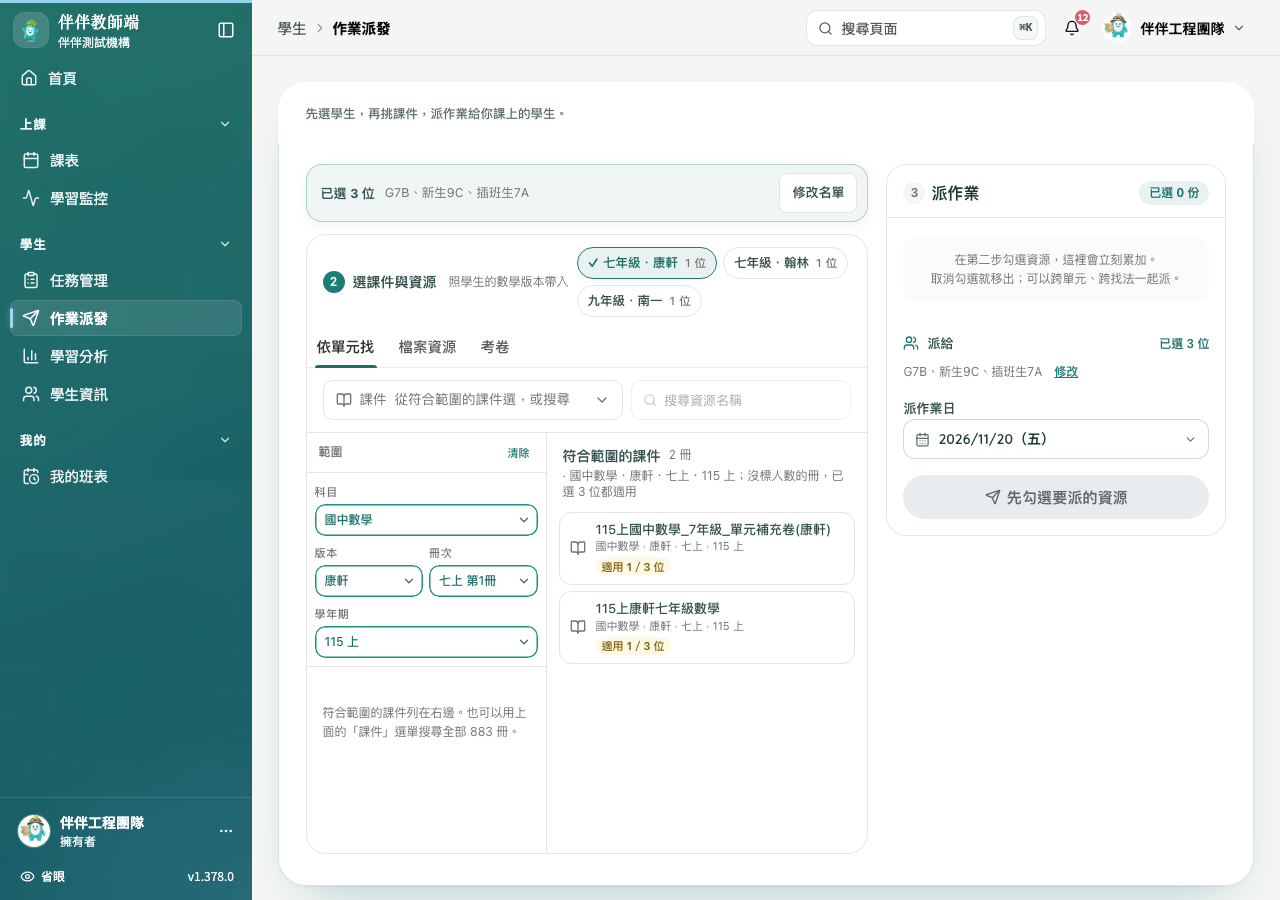 伴伴教師端
伴伴測試機構
首頁
上課
課表
學習監控
學生
任務管理
作業派發
學習分析
學生資訊
我的
我的班表
伴伴工程團隊
擁有者
省眼
v1.378.0
學生
作業派發
搜尋頁面
⌘K
12
伴伴工程團隊
先選學生，再挑課件，派作業給你課上的學生。
已選 3 位 G7B、新生9C、插班生7A
修改名單
2 選課件與資源 照學生的數學版本帶入
七年級 · 康軒 1 位
七年級 · 翰林 1 位
九年級 · 南一 1 位
依單元找
檔案資源
考卷
課件 從符合範圍的課件選，或搜尋
搜尋資源名稱
範圍
清除
科目
國中數學
版本
冊次
康軒
七上 第1冊
學年期
115 上
符合範圍的課件列在右邊。也可以用上
面的「課件」選單搜尋全部 883 冊。
符合範圍的課件 2 冊
· 國中數學 · 康軒 · 七上 · 115 上；沒標人數的冊，已
選 3 位都適用
115上國中數學_7年級_單元補充卷(康軒)
國中數學 · 康軒 · 七上 · 115 上
適用 1 / 3 位
115上康軒七年級數學
國中數學 · 康軒 · 七上 · 115 上
適用 1 / 3 位
3 派作業
已選 0 份
在第二步勾選資源，這裡會立刻累加。
取消勾選就移出；可以跨單元、跨找法一起派。
派給
已選 3 位
G7B、新生9C、插班生7A 修改
派作業日
2026/11/20（五）
先勾選要派的資源